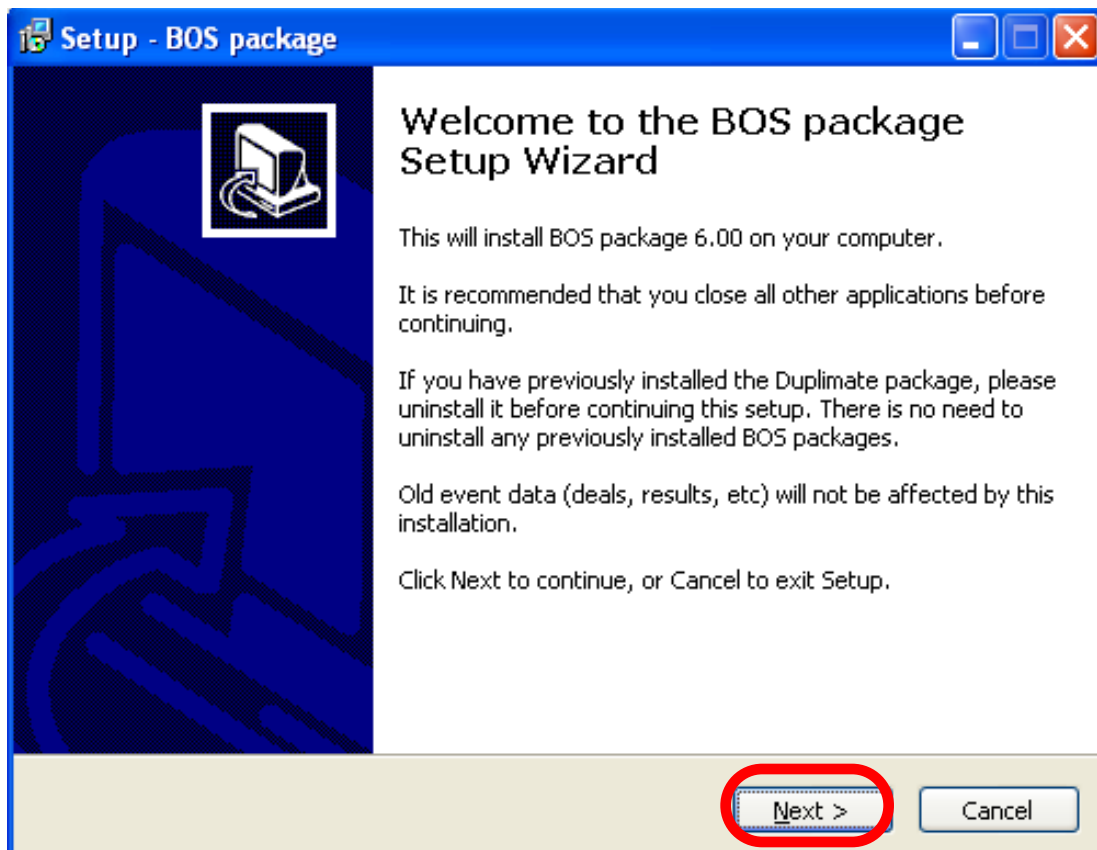 Setup - BOS package
Welcome to the BOS package
Setup Wizard
This will install BOS package 6.00 on your computer.
It is recommended that you close all other applications before
continuing.
If you have previously installed the Duplimate package, please
uninstall it before continuing this setup. There is no need to
uninstall any previously installed BOS packages.
Old event data (deals, results, etc) will not be affected by this
installation.
Click Next to continue, or Cancel to exit Setup.
Next > Cancel